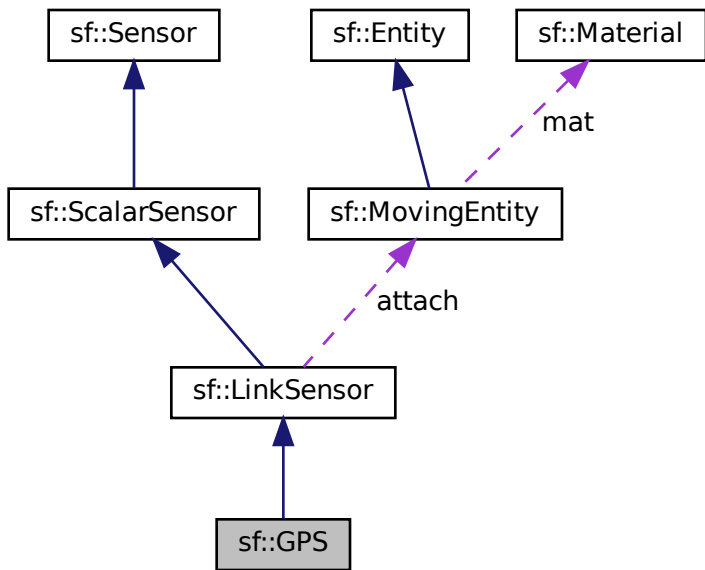 sf::Sensor
sf::Entity
sf::Material
mat
sf::ScalarSensor
sf::MovingEntity
attach
sf::LinkSensor
sf::GPS